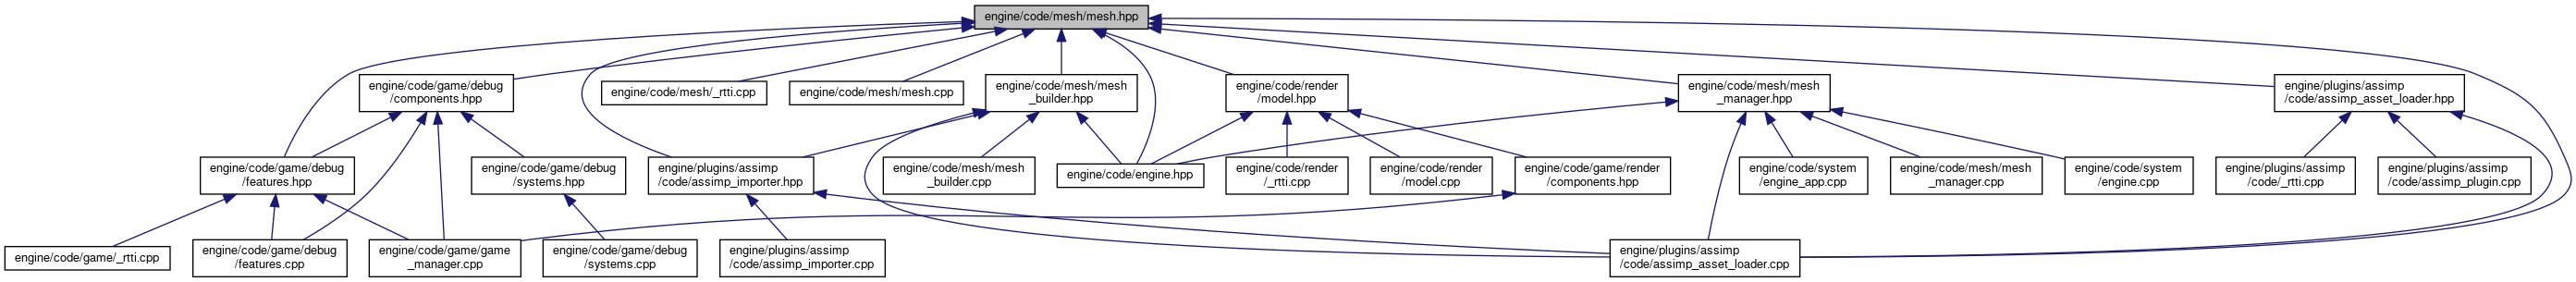 engine/code/mesh/mesh.hpp
engine/code/game/debug
/components.hpp
engine/code/mesh/_rtti.cpp
engine/code/mesh/mesh.cpp
engine/code/mesh/mesh
_builder.hpp
engine/code/render
/model.hpp
engine/code/mesh/mesh
_manager.hpp
engine/plugins/assimp
/code/assimp_asset_loader.hpp
engine/code/game/debug
/features.hpp
engine/code/game/debug
/systems.hpp
engine/plugins/assimp
/code/assimp_importer.hpp
engine/code/mesh/mesh
_builder.cpp
engine/code/engine.hpp
engine/code/render
/_rtti.cpp
engine/code/render
/model.cpp
engine/code/game/render
/components.hpp
engine/code/system
/engine_app.cpp
engine/code/mesh/mesh
_manager.cpp
engine/code/system
/engine.cpp
engine/plugins/assimp
/code/_rtti.cpp
engine/plugins/assimp
/code/assimp_plugin.cpp
engine/code/game/_rtti.cpp
engine/code/game/debug
/features.cpp
engine/code/game/game
_manager.cpp
engine/code/game/debug
/systems.cpp
engine/plugins/assimp
/code/assimp_importer.cpp
engine/plugins/assimp
/code/assimp_asset_loader.cpp